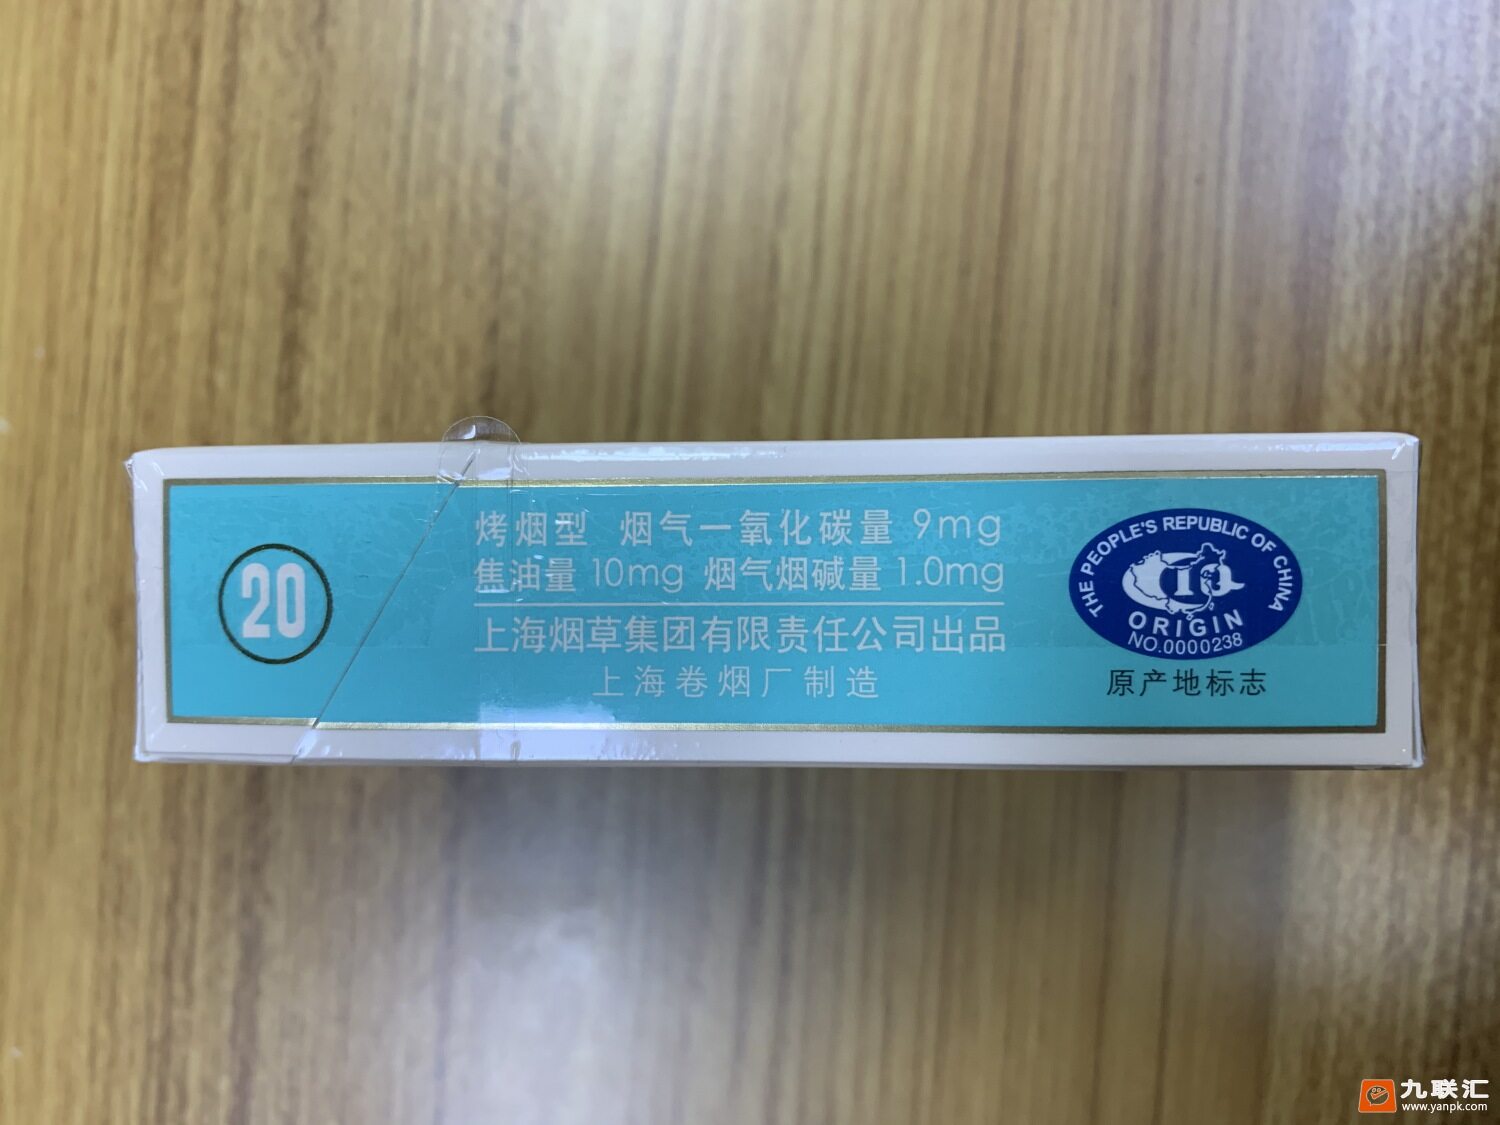 20
烤烟型 烟气一氧化碳量 9mg
焦油量 10mg 烟气烟碱量 1.0mg
上海烟草集团有限责任公司出品
上海卷烟厂制造
THE PEOPLE'S REPUBLIC OF CHINA
ORIGIN
NO.0000238
原产地标志
九联汇
www.yanpk.com